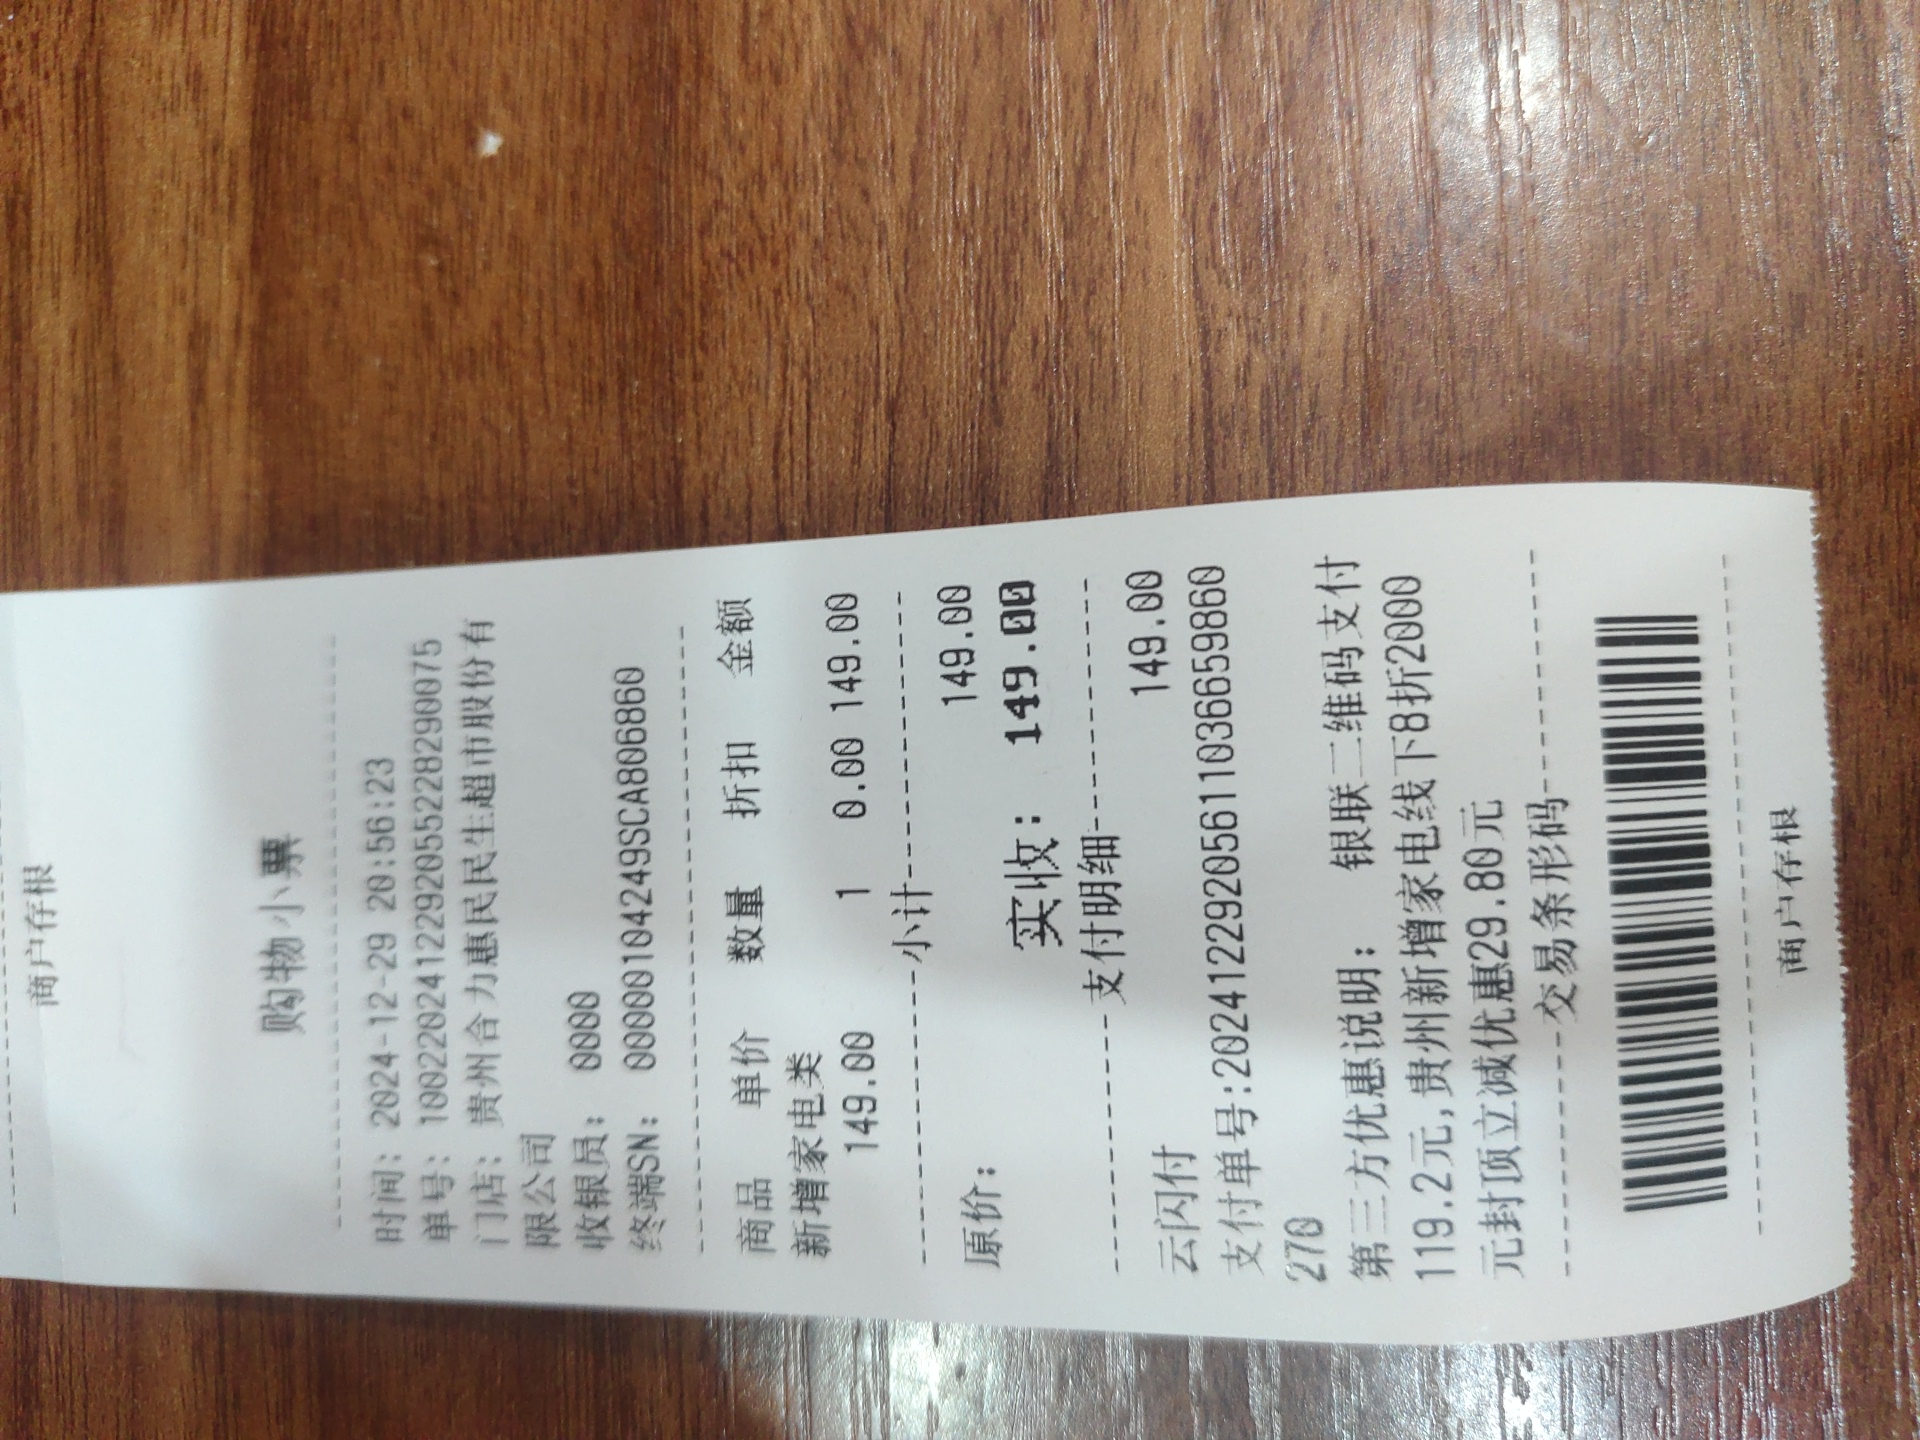 商户存根
购物小票
时间: 2024-12-29 20:56:23
单号: 1002202412292055228290075
门店: 贵州合力惠民民生超市股份有
限公司
收银员: 0000
终端SN: 00000104249SCA806860
商品 单价 数量 折扣 金额
新增家电类
149.00 1 0.00 149.00
--------小计--------
原价: 149.00
实收: 149.00
--------支付明细--------
云闪付 149.00
支付单号:20241229205611036659860
270
第三方优惠说明: 银联二维码支付
119.2元,贵州新增家电线下8折2000
元封顶立减优惠29.80元
--------交易条形码--------
商户存根